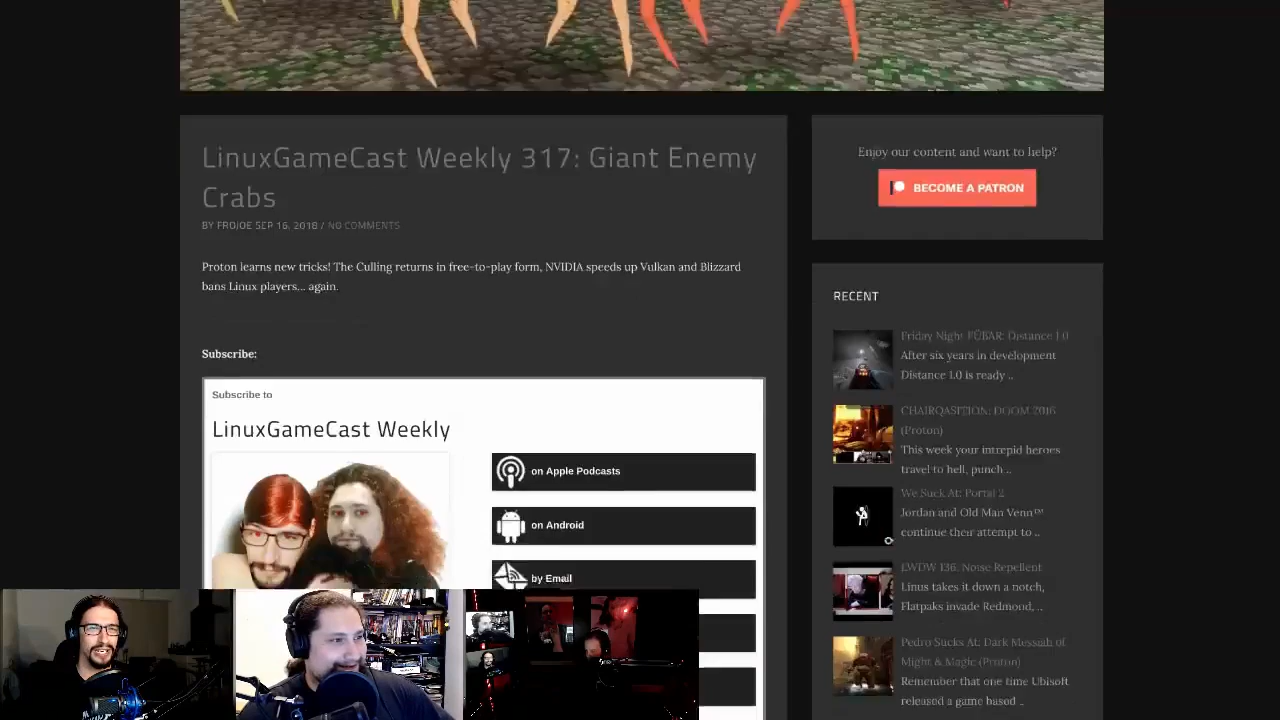 LinuxGameCast Weekly 317: Giant Enemy
Crabs
BY FROJOE SEP 16, 2018 / NO COMMENTS
Proton learns new tricks! The Culling returns in free-to-play form, NVIDIA speeds up Vulkan and Blizzard
bans Linux players... again.
Subscribe:
Subscribe to
LinuxGameCast Weekly
on Apple Podcasts
on Android
by Email
Enjoy our content and want to help?
BECOME A PATRON
RECENT
Friday Night FÜBAR: Distance 1.0
After six years in development
Distance 1.0 is ready ..
CHAIRQASITION: DOOM 2016
(Proton)
This week your intrepid heroes
travel to hell, punch ..
We Suck At: Portal 2
Jordan and Old Man Venn™
continue their attempt to ..
LWDW 136: Noise Repellent
Linus takes it down a notch,
Flatpaks invade Redmond, ..
Pedro Sucks At: Dark Messiah of
Might & Magic (Proton)
Remember that one time Ubisoft
released a game based ..